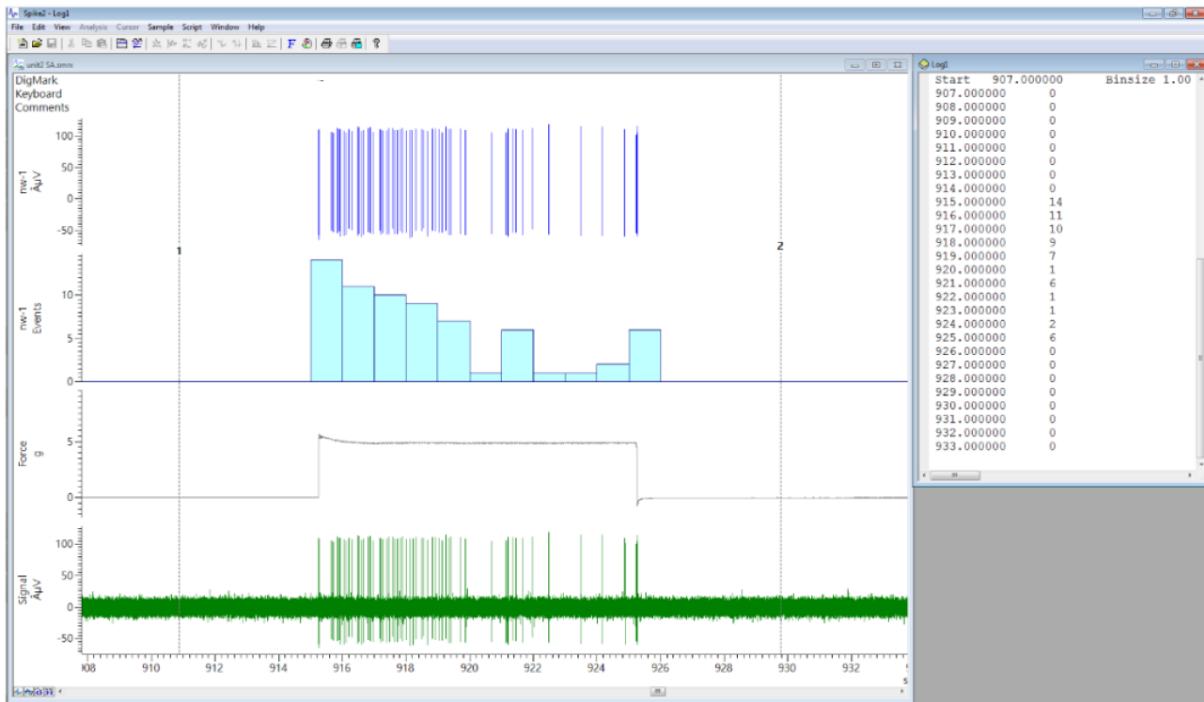 Spike2 - Log1
File Edit View Analysis Cursor Sample Script Window Help
unit2 SA.smrx
DigMark
Keyboard
Comments
100
50
0
-50
nw-1
ÂµV
1
2
10
5
0
nw-1
Events
5
0
Force
g
100
50
0
-50
Signal
ÂµV
908 910 912 914 916 918 920 922 924 926 928 930 932
s
Log1
Start 907.000000 Binsize 1.00
907.000000 0
908.000000 0
909.000000 0
910.000000 0
911.000000 0
912.000000 0
913.000000 0
914.000000 0
915.000000 14
916.000000 11
917.000000 10
918.000000 9
919.000000 7
920.000000 1
921.000000 6
922.000000 1
923.000000 1
924.000000 2
925.000000 6
926.000000 0
927.000000 0
928.000000 0
929.000000 0
930.000000 0
931.000000 0
932.000000 0
933.000000 0